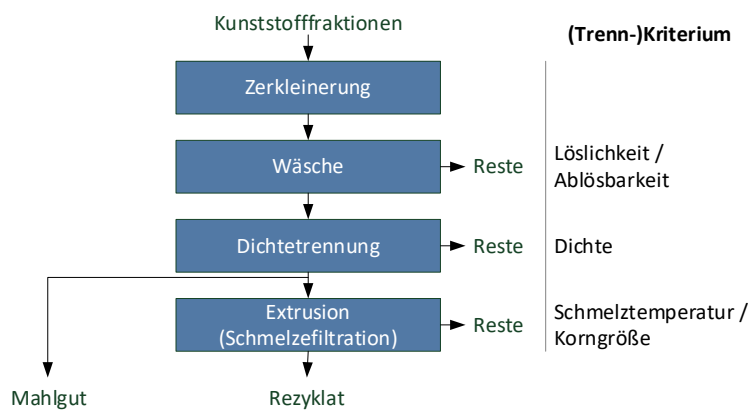 Kunststofffraktionen
(Trenn-)Kriterium
Zerkleinerung
Wäsche
Reste
Löslichkeit /
Ablösbarkeit
Dichtetrennung
Reste
Dichte
Extrusion
(Schmelzefiltration)
Reste
Schmelztemperatur /
Korngröße
Mahlgut
Rezyklat